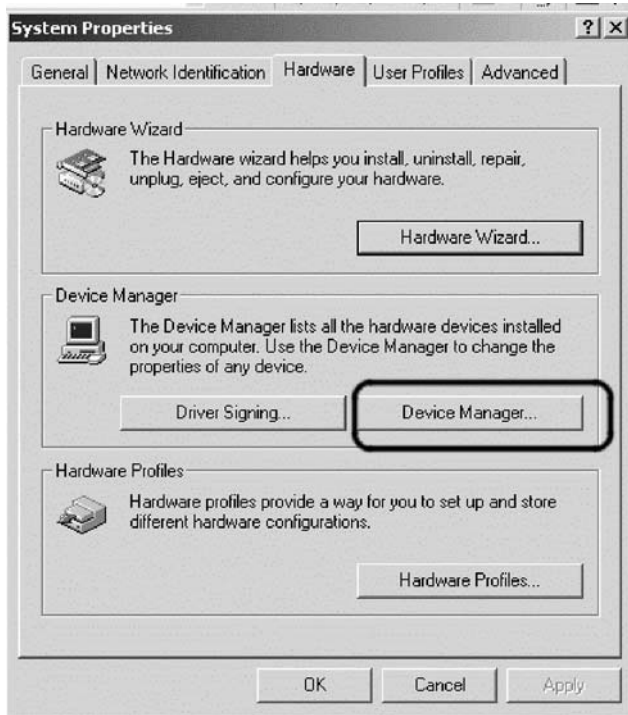 System Properties
General
Network Identification
Hardware
User Profiles
Advanced
Hardware Wizard
The Hardware wizard helps you install, uninstall, repair,
unplug, eject, and configure your hardware.
Hardware Wizard...
Device Manager
The Device Manager lists all the hardware devices installed
on your computer. Use the Device Manager to change the
properties of any device.
Driver Signing...
Device Manager...
Hardware Profiles
Hardware profiles provide a way for you to set up and store
different hardware configurations.
Hardware Profiles...
OK
Cancel
Apply